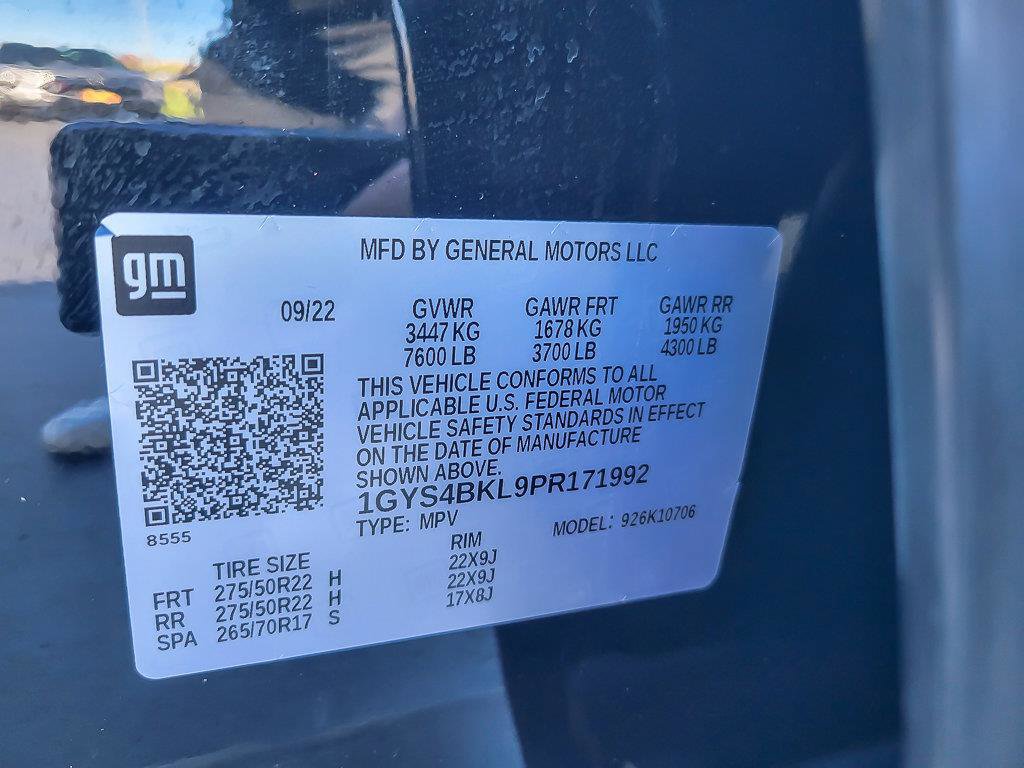 gm
MFD BY GENERAL MOTORS LLC
09/22 GVWR GAWR FRT GAWR RR
3447 KG 1678 KG 1950 KG
7600 LB 3700 LB 4300 LB
THIS VEHICLE CONFORMS TO ALL
APPLICABLE U.S. FEDERAL MOTOR
VEHICLE SAFETY STANDARDS IN EFFECT
ON THE DATE OF MANUFACTURE
SHOWN ABOVE.
1GYS4BKL9PR171992
TYPE: MPV MODEL: 926K10706
8555
TIRE SIZE RIM
FRT 275/50R22 H 22X9J
RR 275/50R22 H 22X9J
SPA 265/70R17 S 17X8J